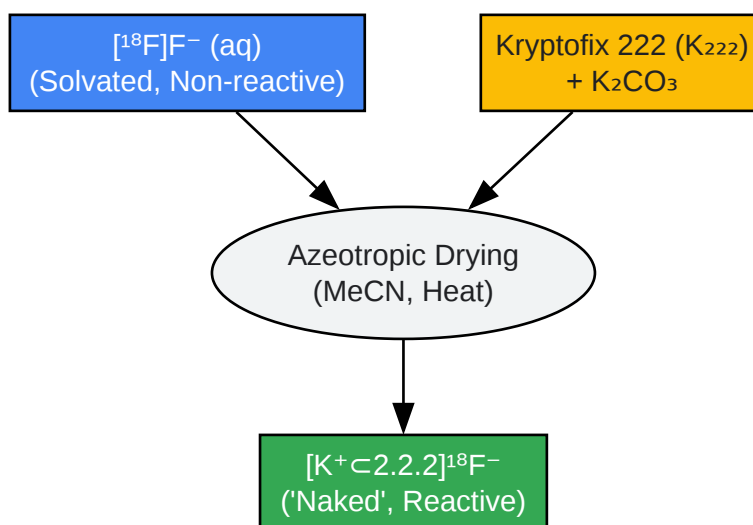 [¹⁸F]F⁻ (aq)
(Solvated, Non-reactive)
Kryptofix 222 (K₂₂₂)
+ K₂CO₃
Azeotropic Drying
(MeCN, Heat)
[K⁺⊂2.2.2]¹⁸F⁻
('Naked', Reactive)